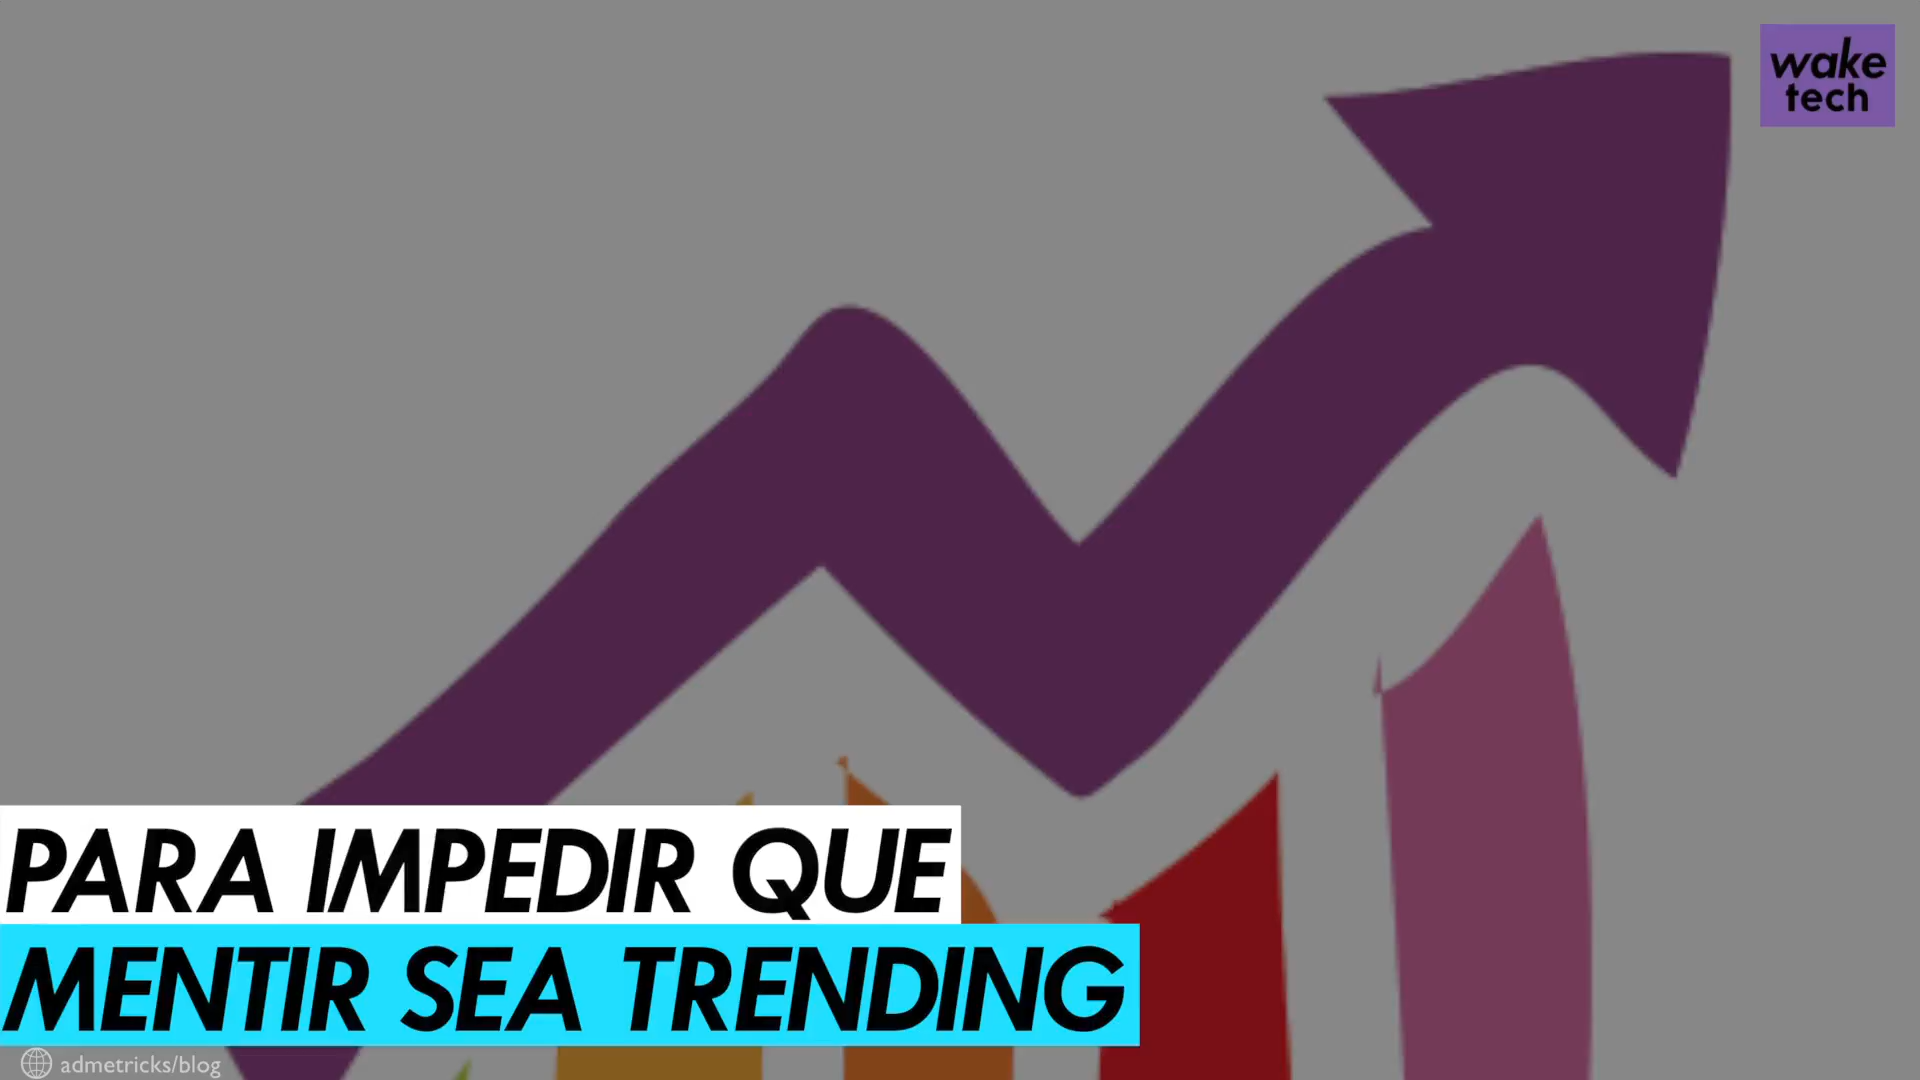 wake
tech
PARA IMPEDIR QUE
MENTIR SEA TRENDING
admetricks/blog